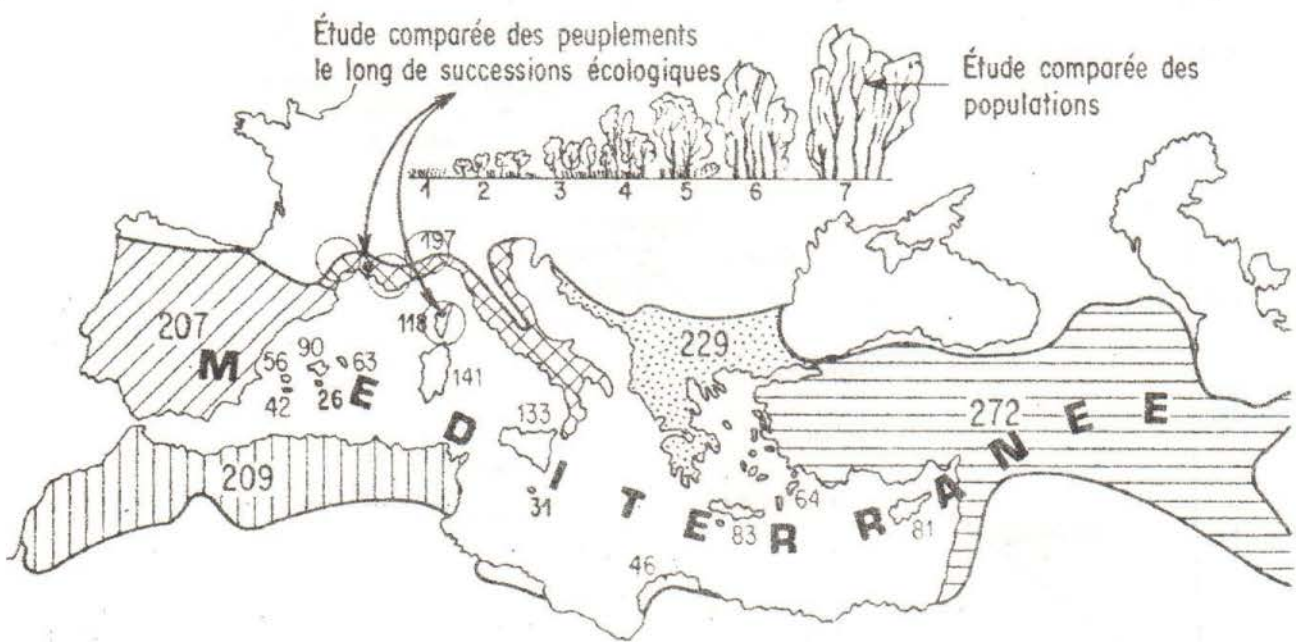 Étude comparée des peuplements
le long de successions écologiques
Étude comparée des
populations
1 2 3 4 5 6 7
197
207
118
229
90
56 63
42 26
141
272
133
209
31
64
83
81
46
MEDITERRANEE